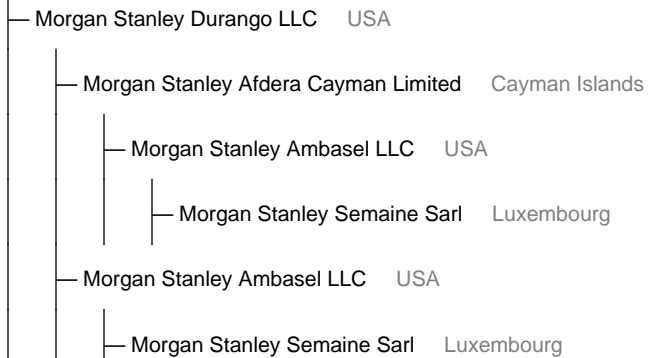 Morgan Stanley Durango LLC USA
Morgan Stanley Afdera Cayman Limited Cayman Islands
Morgan Stanley Ambasel LLC USA
Morgan Stanley Semaine Sarl Luxembourg
Morgan Stanley Ambasel LLC USA
Morgan Stanley Semaine Sarl Luxembourg